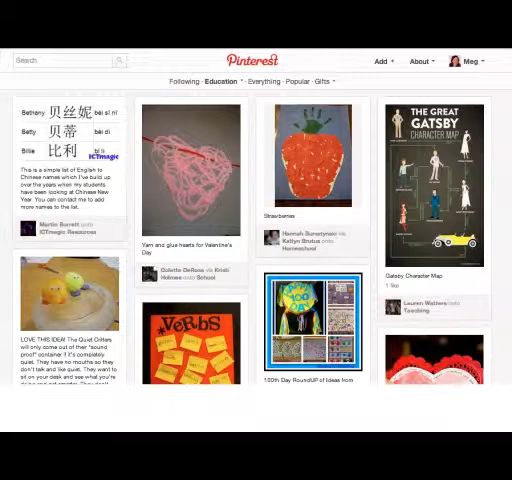 Search
Pinterest
Add
About
Meg
Following · Education · Everything · Popular · Gifts
Bethany 贝丝妮 bèi sī nī
Betty 贝蒂 bèi dì
Billie 比利 bǐ lì
ICTmagic
This is a simple list of English to
Chinese names which I've build up
over the years when my students
have been looking at Chinese New
Year. You can contact me to add
more names to the list.
Martin Burrett onto
ICTmagic Resources
LOVE THIS IDEA! The Quiet Critters
will only come out of their "sound
proof" container if it's completely
quiet. They have no mouths so they
don't talk and like quiet. They want to
sit on your desk and see what you're
Yarn and glue hearts for Valentine's
Day
Colette DeRosa via Kristi
Holmes onto School
VERBS
Strawberries
Kaitlyn Brutus onto
Homeschool
100 DAY
100th Day RoundUP of Ideas from
THE GREAT
GATSBY
CHARACTER MAP
Gatsby Character Map
1 like
Lauren Watters onto
Teaching